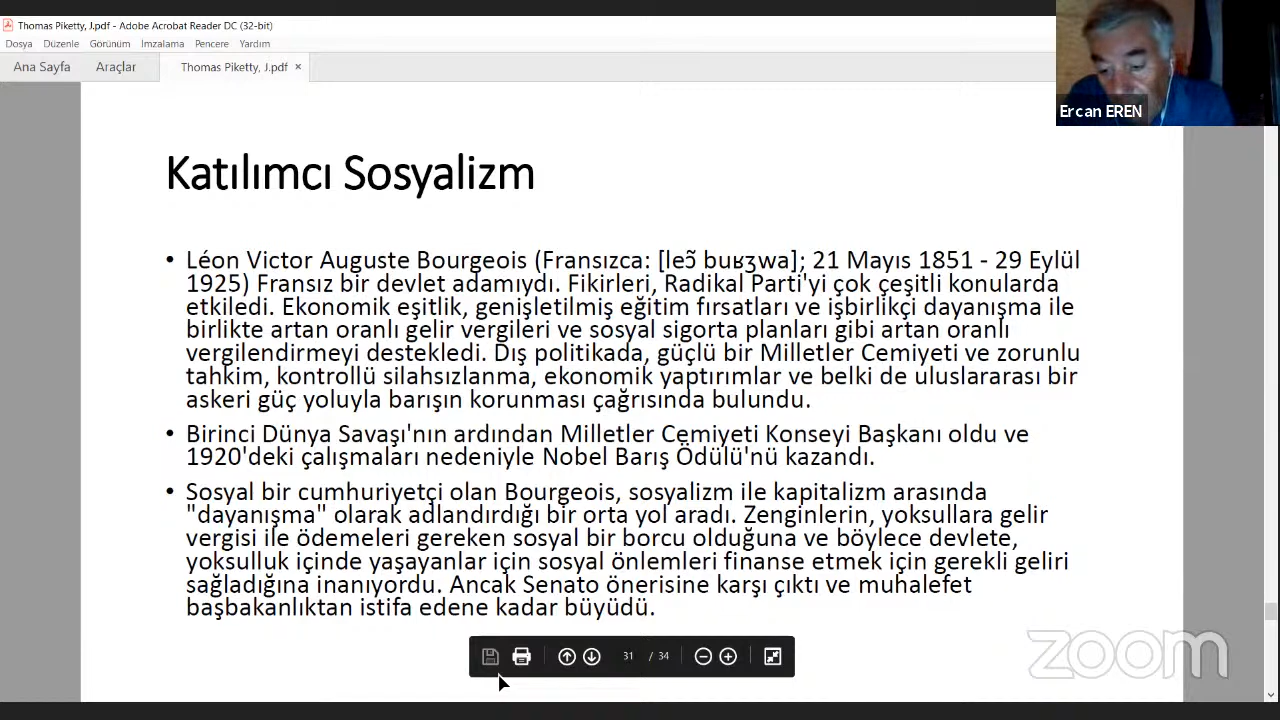 Thomas Piketty, J.pdf - Adobe Acrobat Reader DC (32-bit)
Dosya Düzenle Görünüm Imzalama Pencere Yardım
Ana Sayfa Araçlar Thomas Piketty, J.pdf ×
Ercan EREN
Katılımcı Sosyalizm
• Léon Victor Auguste Bourgeois (Fransızca: [leɔ̃ buʁʒwa]; 21 Mayıs 1851 - 29 Eylül
1925) Fransız bir devlet adamıydı. Fikirleri, Radikal Parti'yi çok çeşitli konularda
etkiledi. Ekonomik eşitlik, genişletilmiş eğitim fırsatları ve işbirlikçi dayanışma ile
birlikte artan oranlı gelir vergileri ve sosyal sigorta planları gibi artan oranlı
vergilendirmeyi destekledi. Dış politikada, güçlü bir Milletler Cemiyeti ve zorunlu
tahkim, kontrollü silahsızlanma, ekonomik yaptırımlar ve belki de uluslararası bir
askeri güç yoluyla barışın korunması çağrısında bulundu.
• Birinci Dünya Savaşı'nın ardından Milletler Cemiyeti Konseyi Başkanı oldu ve
1920'deki çalışmaları nedeniyle Nobel Barış Ödülü'nü kazandı.
• Sosyal bir cumhuriyetçi olan Bourgeois, sosyalizm ile kapitalizm arasında
"dayanışma" olarak adlandırdığı bir orta yol aradı. Zenginlerin, yoksullara gelir
vergisi ile ödemeleri gereken sosyal bir borcu olduğuna ve böylece devlete,
yoksulluk içinde yaşayanlar için sosyal önlemleri finanse etmek için gerekli geliri
sağladığına inanıyordu. Ancak Senato önerisine karşı çıktı ve muhalefet
başbakanlıktan istifa edene kadar büyüdü.
31 / 34
zoom